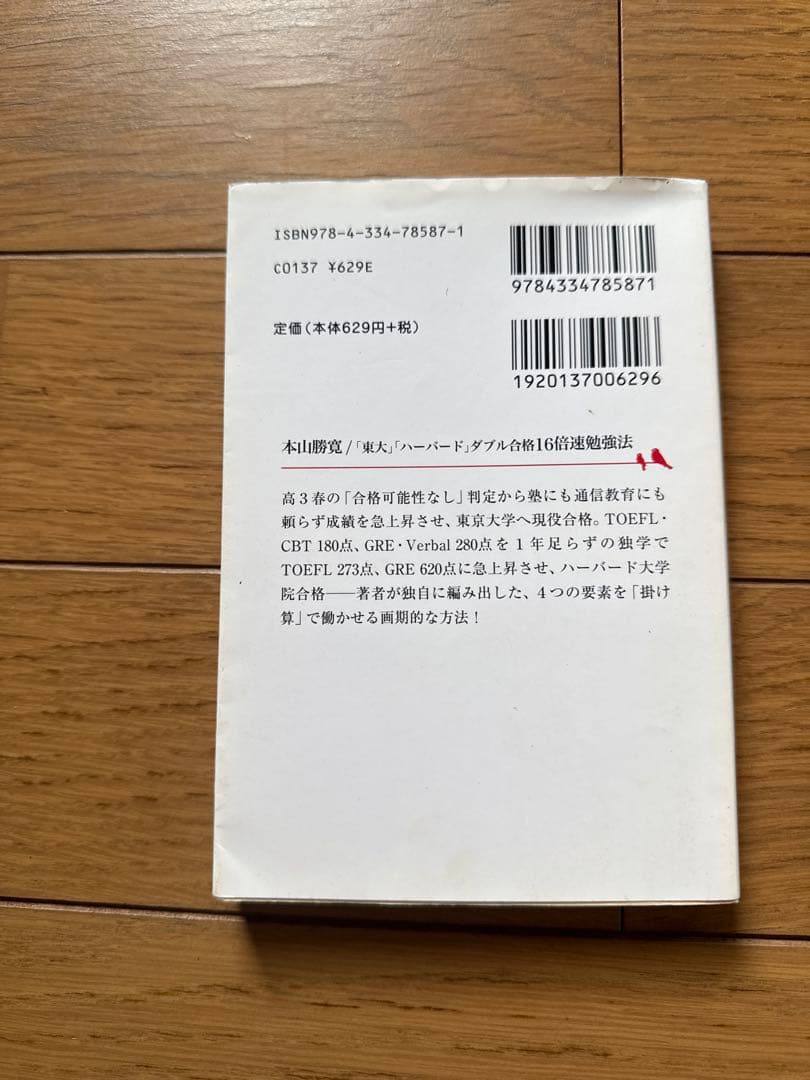 ISBN978-4-334-78587-1
C0137 ¥629E
定価(本体629円+税)
9784334785871
1920137006296
本山勝寛/「東大」「ハーバード」ダブル合格16倍速勉強法
高3春の「合格可能性なし」判定から塾にも通信教育にも
頼らず成績を急上昇させ、東京大学へ現役合格。TOEFL・
CBT 180点、GRE・Verbal 280点を1年足らずの独学で
TOEFL 273点、GRE 620点に急上昇させ、ハーバード大学
院合格──著者が独自に編み出した、4つの要素を「掛け
算」で働かせる画期的な方法!